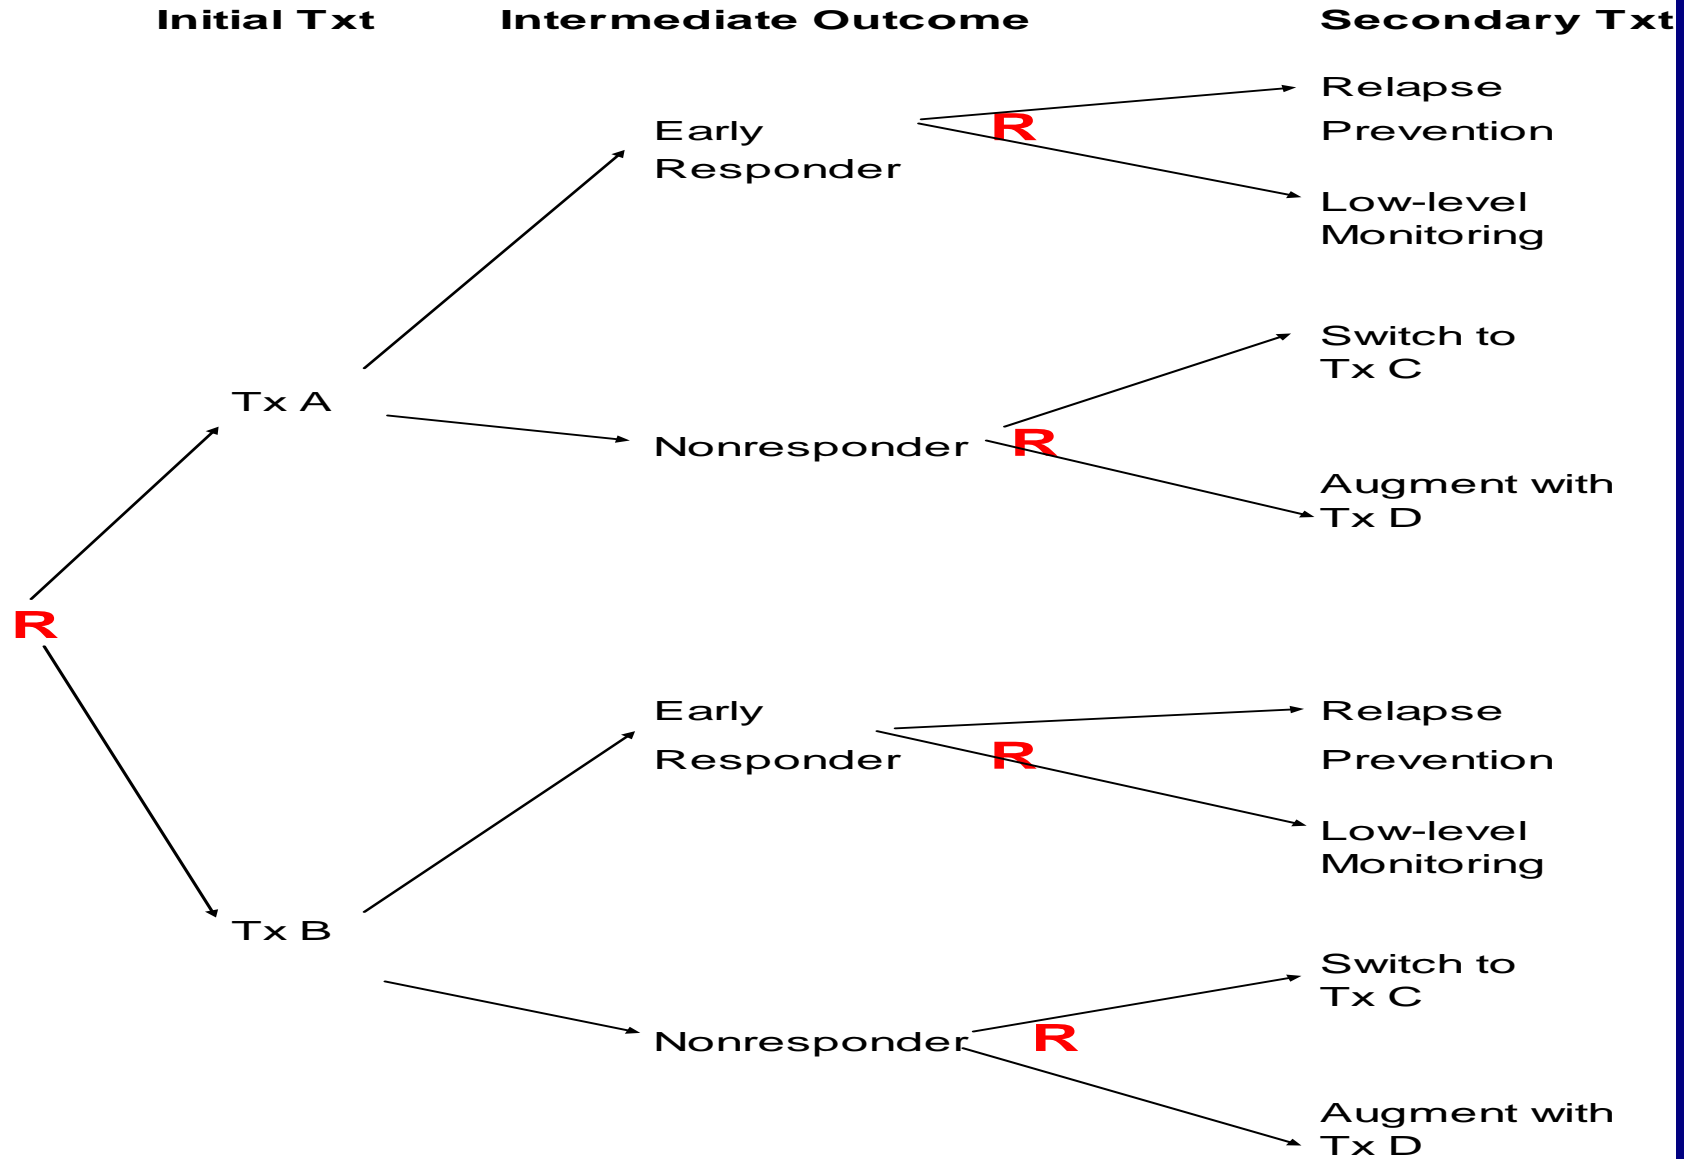 Initial Txt Intermediate Outcome Secondary Txt
Relapse
Early R Prevention
Responder
Low-level
Monitoring
Switch to
Tx C
Tx A
Nonresponder R
Augment with
Tx D
R
Early Relapse
Responder R Prevention
Low-level
Monitoring
Tx B
Switch to
Tx C
Nonresponder R
Augment with
Tx D